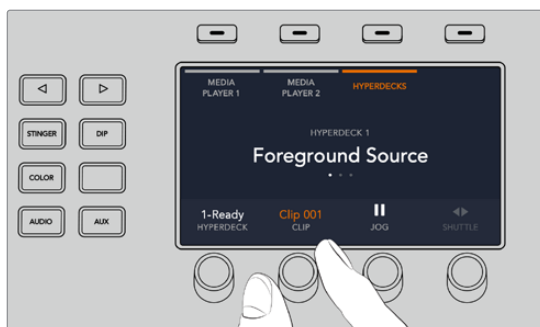 MEDIA
PLAYER 1
MEDIA
PLAYER 2
HYPERDECKS
HYPERDECK 1
Foreground Source
1-Ready
HYPERDECK
Clip 001
CLIP
JOG
SHUTTLE
STINGER
DIP
COLOR
AUDIO
AUX